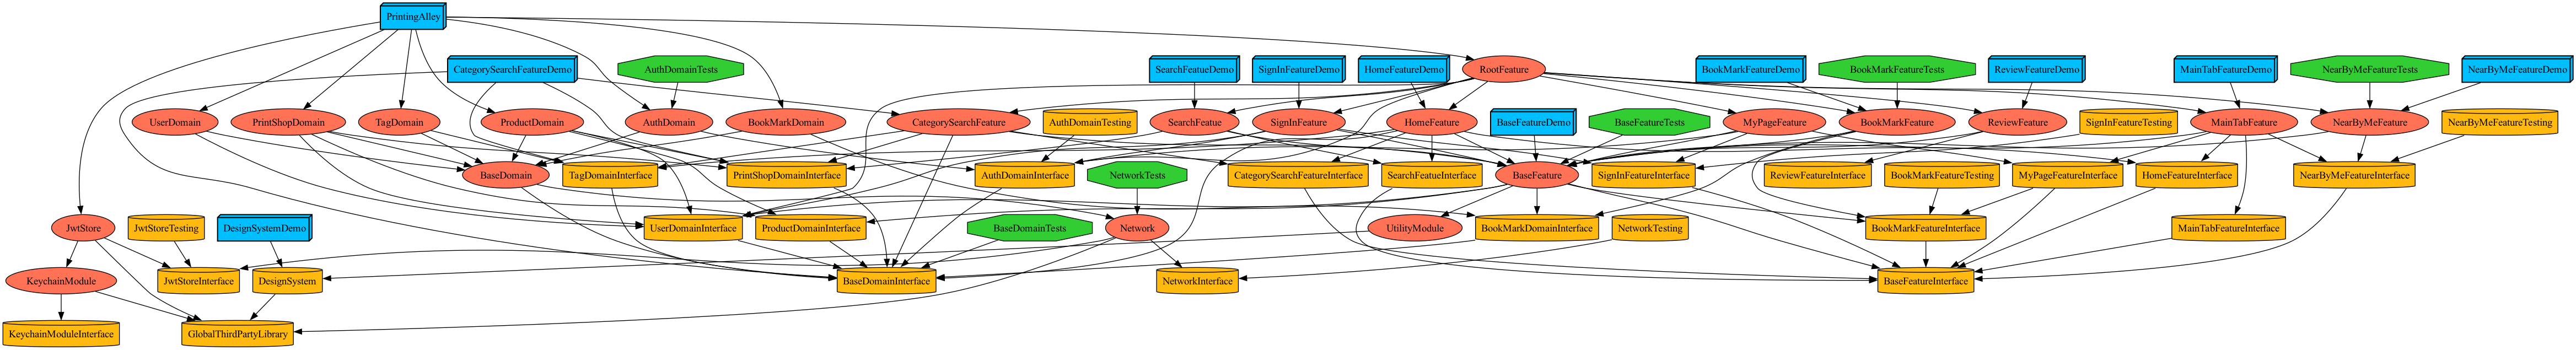 PrintingAlley
CategorySearchFeatureDemo
AuthDomainTests
SearchFeatueDemo
SignInFeatureDemo
HomeFeatureDemo
RootFeature
BookMarkFeatureDemo
BookMarkFeatureTests
ReviewFeatureDemo
MainTabFeatureDemo
NearByMeFeatureTests
NearByMeFeatureDemo
UserDomain
PrintShopDomain
TagDomain
ProductDomain
AuthDomain
BookMarkDomain
CategorySearchFeature
AuthDomainTesting
SearchFeatue
SignInFeature
HomeFeature
BaseFeatureDemo
BaseFeatureTests
MyPageFeature
BookMarkFeature
ReviewFeature
SignInFeatureTesting
MainTabFeature
NearByMeFeature
NearByMeFeatureTesting
BaseDomain
TagDomainInterface
PrintShopDomainInterface
AuthDomainInterface
NetworkTests
CategorySearchFeatureInterface
SearchFeatueInterface
BaseFeature
SignInFeatureInterface
ReviewFeatureInterface
BookMarkFeatureTesting
MyPageFeatureInterface
HomeFeatureInterface
NearByMeFeatureInterface
JwtStore
JwtStoreTesting
DesignSystemDemo
UserDomainInterface
ProductDomainInterface
BaseDomainTests
Network
UtilityModule
BookMarkDomainInterface
NetworkTesting
BookMarkFeatureInterface
MainTabFeatureInterface
KeychainModule
JwtStoreInterface
DesignSystem
BaseDomainInterface
NetworkInterface
BaseFeatureInterface
KeychainModuleInterface
GlobalThirdPartyLibrary